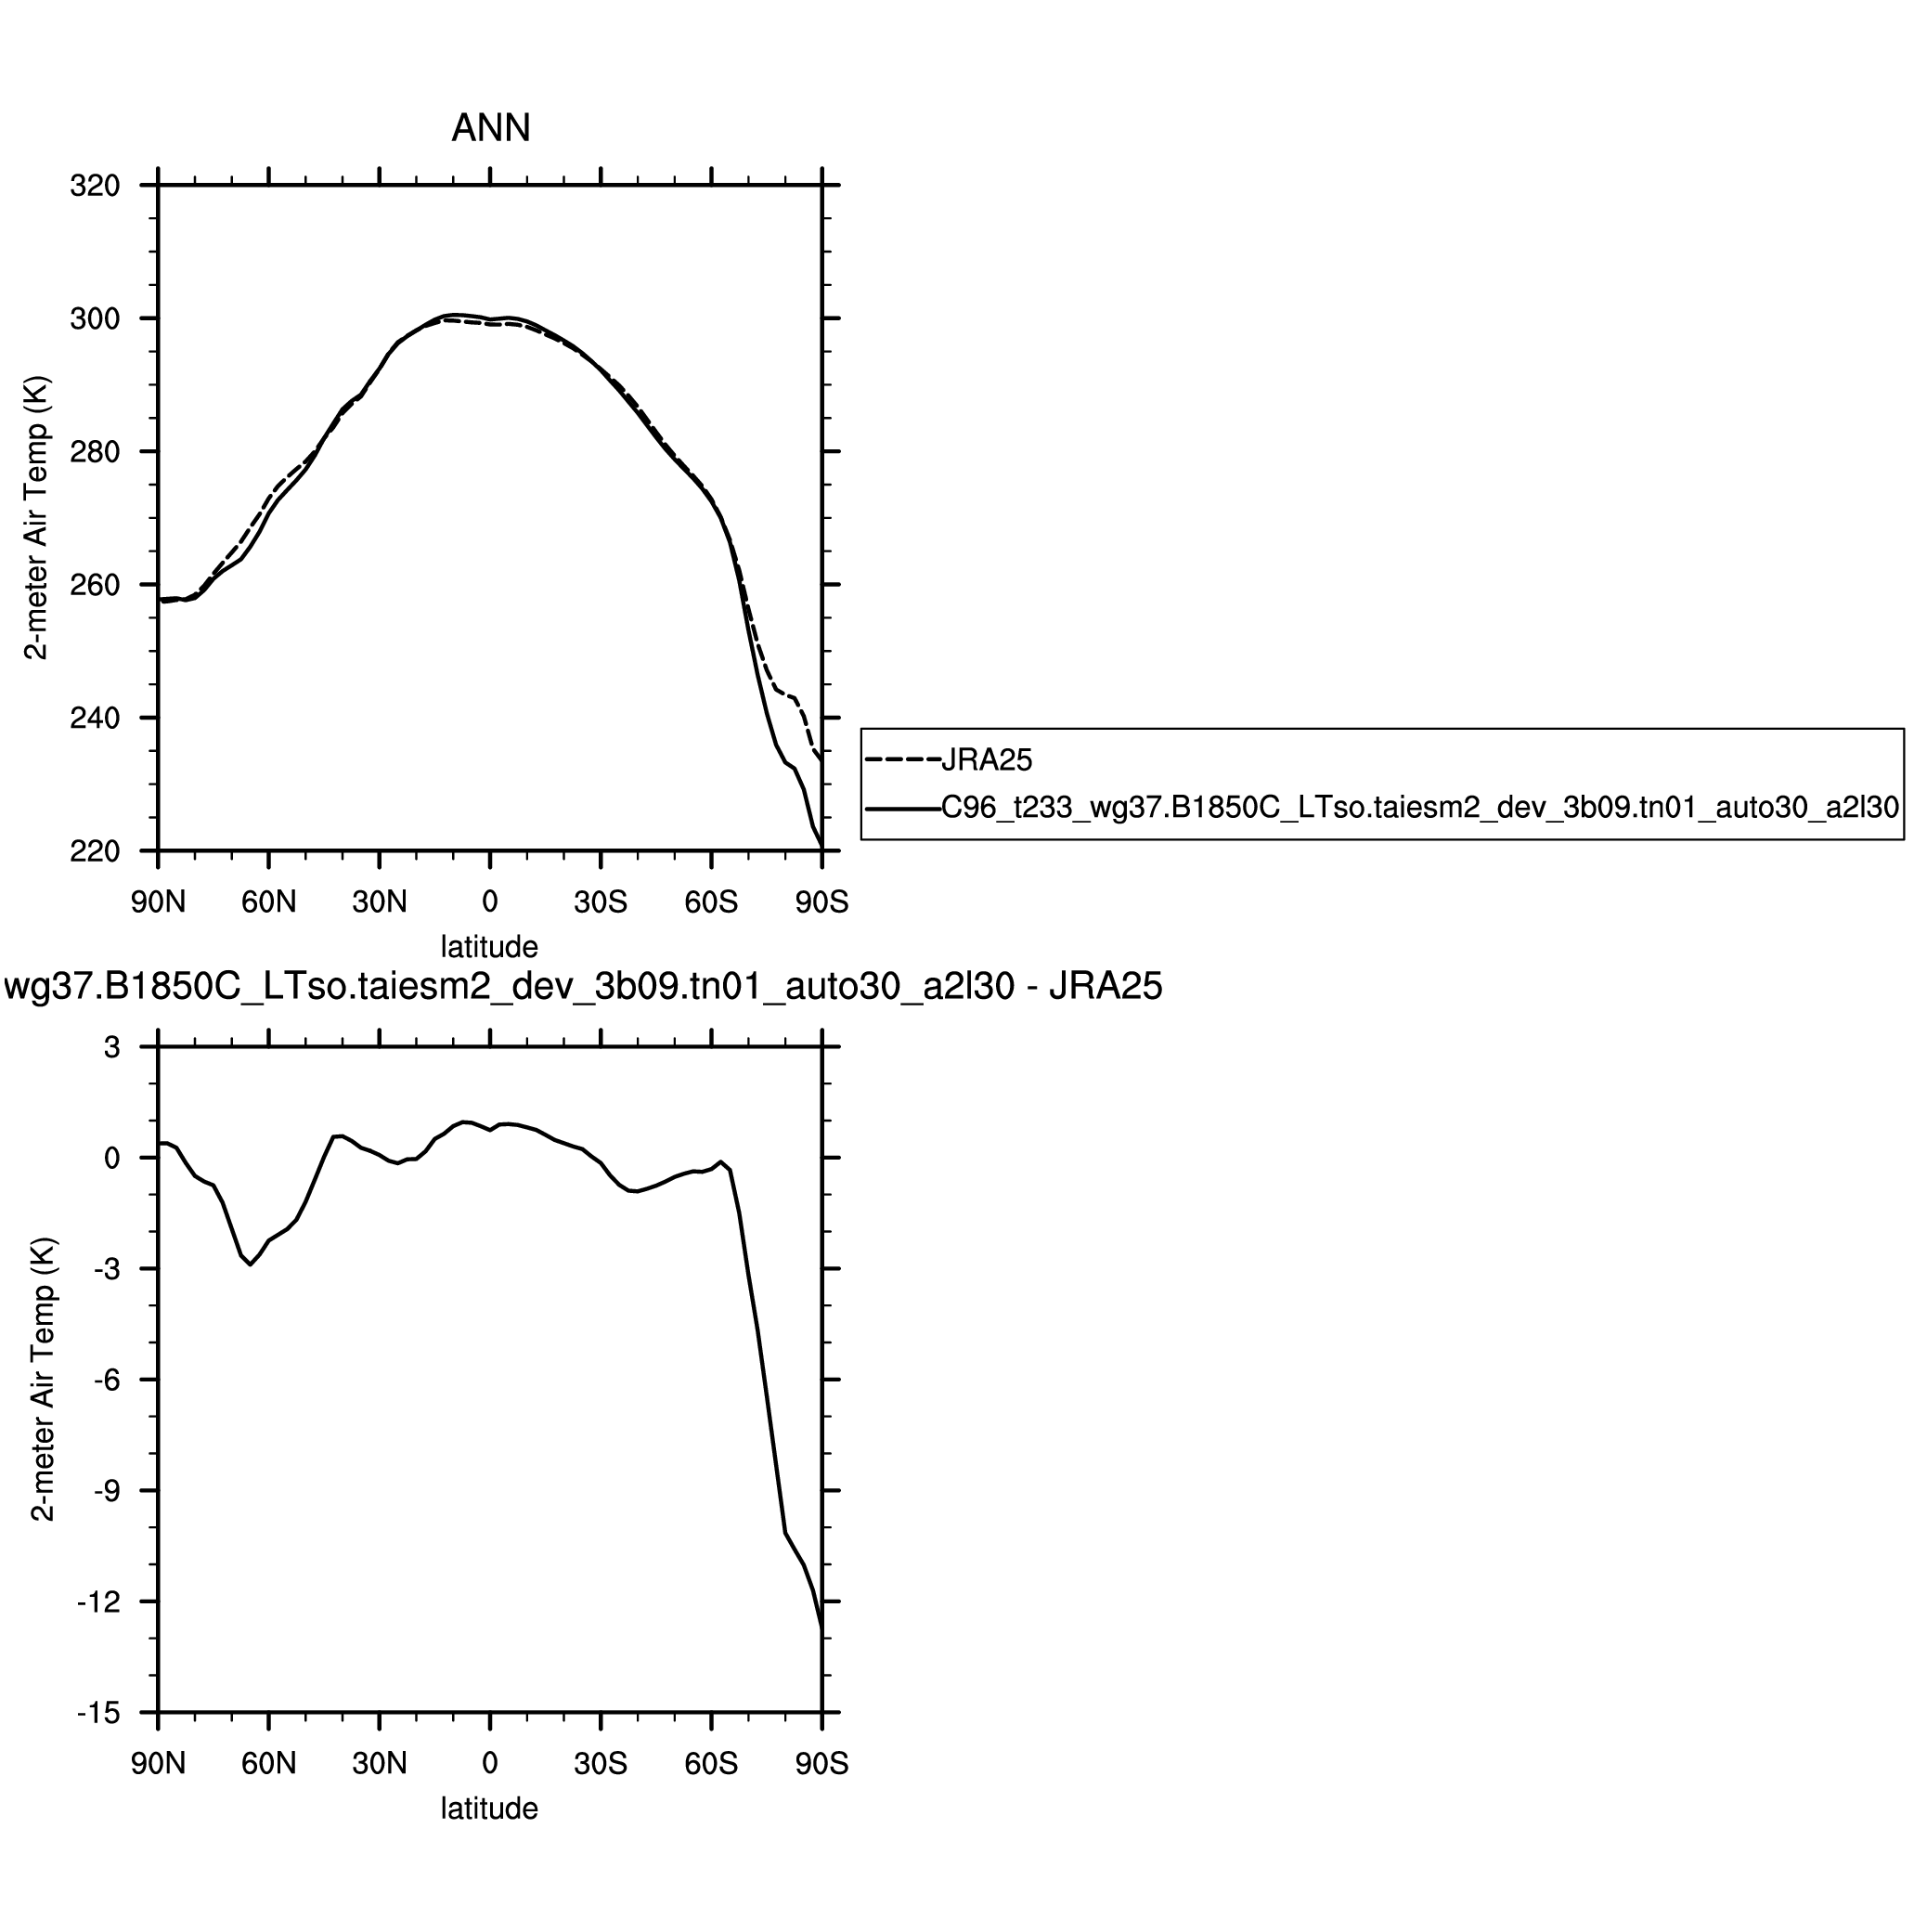 ANN
320
300
280
260
240
220
2-meter Air Temp (K)
90N 60N 30N 0 30S 60S 90S
latitude
JRA25
C96_t233_wg37.B1850C_LTso.taiesm2_dev_3b09.tn01_auto30_a2l30
wg37.B1850C_LTso.taiesm2_dev_3b09.tn01_auto30_a2l30 - JRA25
3
0
-3
-6
-9
-12
-15
2-meter Air Temp (K)
90N 60N 30N 0 30S 60S 90S
latitude